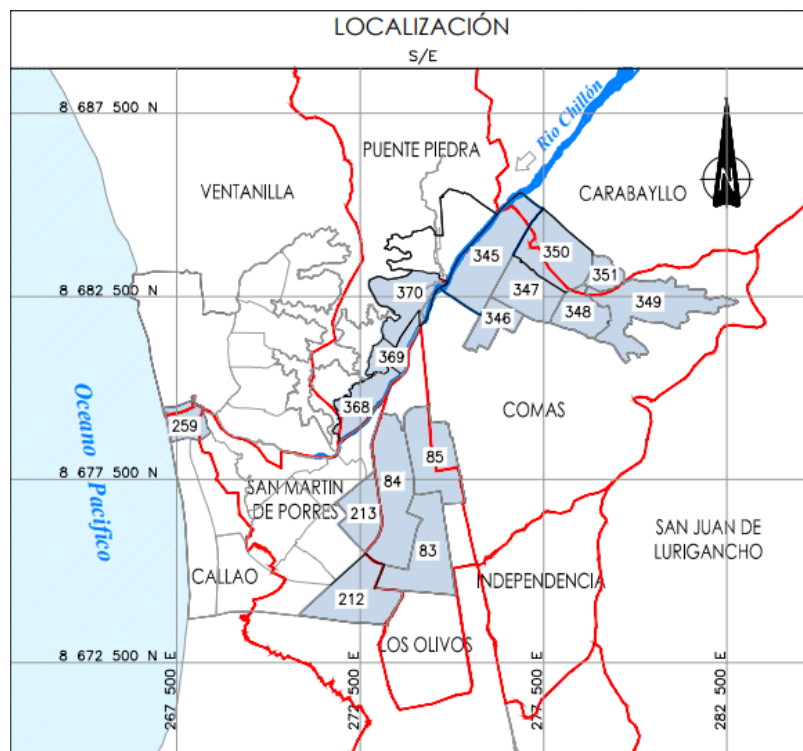 LOCALIZACIÓN
S/E
8 687 500 N
PUENTE PIEDRA
Rio Chillón
VENTANILLA
CARABAYLLO
345
350
351
370
8 682 500 N
347
349
346
348
369
368
COMAS
259
Oceano Pacifico
85
8 677 500 N
84
SAN MARTIN
DE PORRES
213
SAN JUAN DE
LURIGANCHO
83
CALLAO
INDEPENDENCIA
212
LOS OLIVOS
8 672 500 N
267 500 E
272 500 E
277 500 E
282 500 E